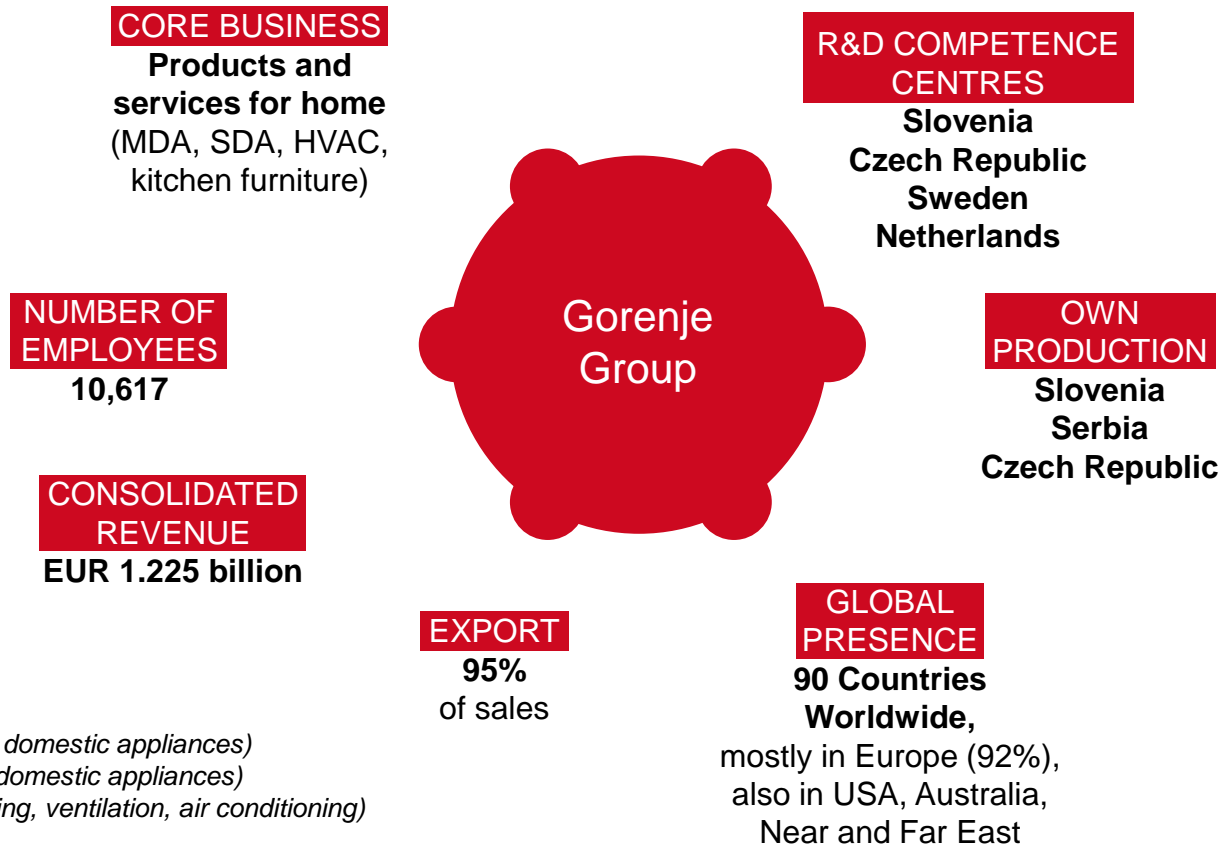 CORE BUSINESS
Products and
services for home
(MDA, SDA, HVAC,
kitchen furniture)
R&D COMPETENCE
CENTRES
Slovenia
Czech Republic
Sweden
Netherlands
NUMBER OF
EMPLOYEES
10,617
Gorenje
Group
OWN
PRODUCTION
Slovenia
Serbia
Czech Republic
CONSOLIDATED
REVENUE
EUR 1.225 billion
EXPORT
95%
of sales
GLOBAL
PRESENCE
90 Countries
Worldwide,
mostly in Europe (92%),
also in USA, Australia,
Near and Far East
domestic appliances)
domestic appliances)
ing, ventilation, air conditioning)